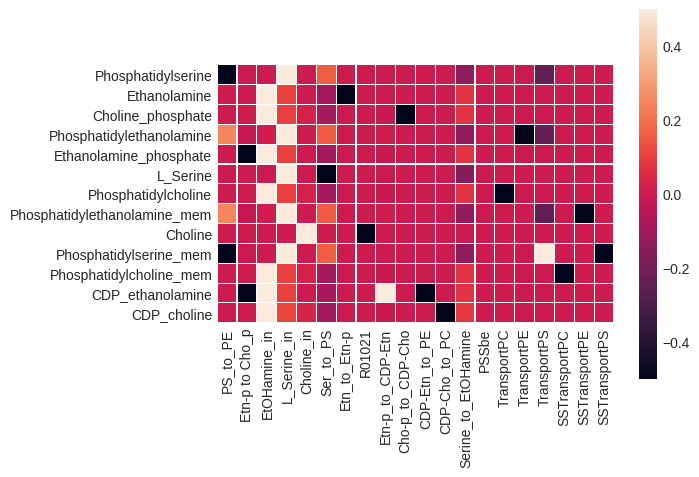 Phosphatidylserine
Ethanolamine
Choline_phosphate
Phosphatidylethanolamine
Ethanolamine_phosphate
L_Serine
Phosphatidylcholine
Phosphatidylethanolamine_mem
Choline
Phosphatidylserine_mem
Phosphatidylcholine_mem
CDP_ethanolamine
CDP_choline
PS_to_PE
Etn-p to Cho_p
EtOHamine_in
L_Serine_in
Choline_in
Ser_to_PS
Etn_to_Etn-p
R01021
Etn-p_to_CDP-Etn
Cho-p_to_CDP-Cho
CDP-Etn_to_PE
CDP-Cho_to_PC
Serine_to_EtOHamine
PSSbe
TransportPC
TransportPE
TransportPS
SSTransportPC
SSTransportPE
SSTransportPS
0.4
0.2
0.0
−0.2
−0.4